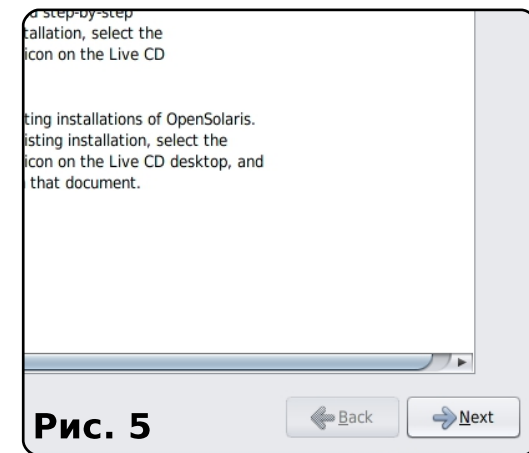 a step-by-step
tallation, select the
icon on the Live CD
ting installations of OpenSolaris.
isting installation, select the
icon on the Live CD desktop, and
that document.
Рис. 5
Back
Next